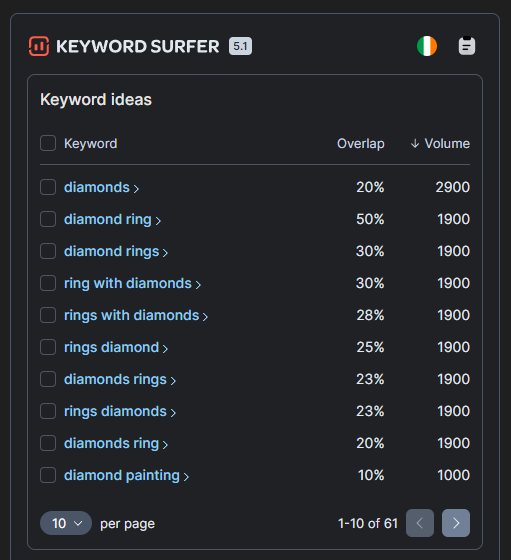 KEYWORD SURFER 5.1
Keyword ideas
Keyword Overlap ↓ Volume
diamonds > 20% 2900
diamond ring > 50% 1900
diamond rings > 30% 1900
ring with diamonds > 30% 1900
rings with diamonds > 28% 1900
rings diamond > 25% 1900
diamonds rings > 23% 1900
rings diamonds > 23% 1900
diamonds ring > 20% 1900
diamond painting > 10% 1000
10 per page 1-10 of 61